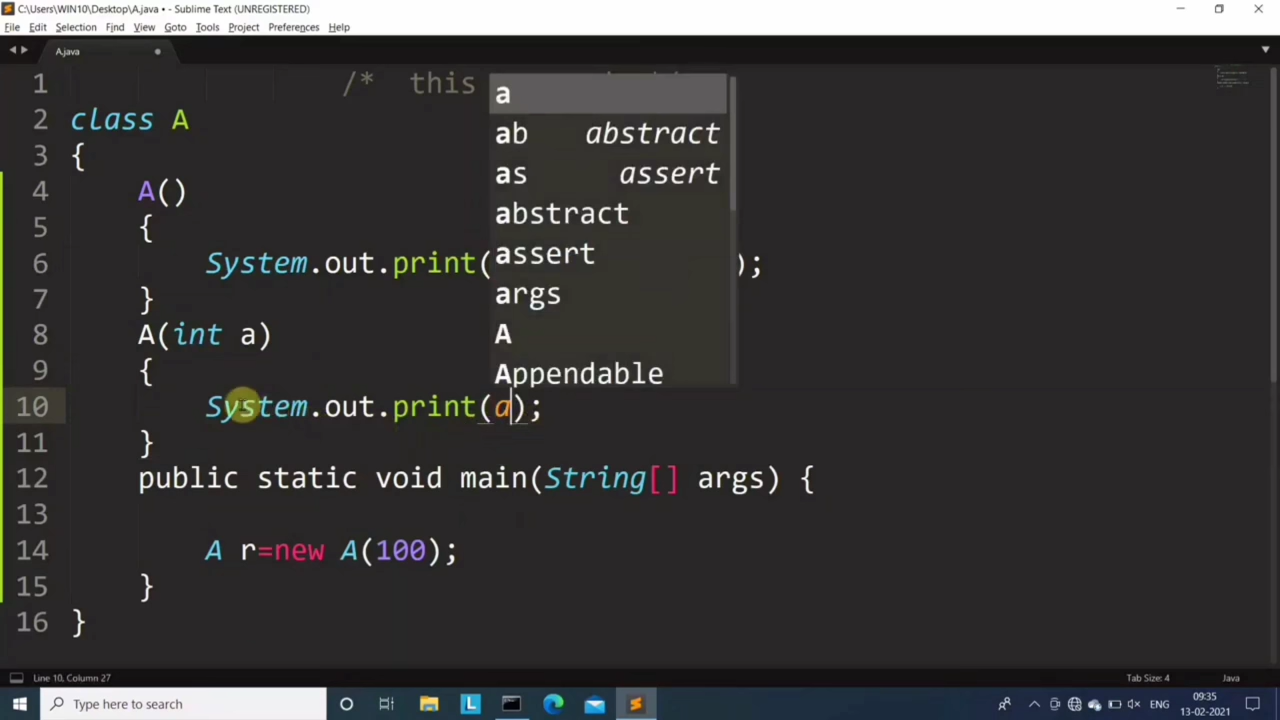 C:\Users\WIN10\Desktop\A.java • - Sublime Text (UNREGISTERED)
File Edit Selection Find View Goto Tools Project Preferences Help
A.java
1 /* this
2 class A
3 {
4 A()
5 {
6 System.out.print( );
7 }
8 A(int a)
9 {
10 System.out.print(a);
11 }
12 public static void main(String[] args) {
13
14 A r=new A(100);
15 }
16 }
a
ab abstract
as assert
abstract
assert
args
A
Appendable
Line 10, Column 27 Tab Size: 4 Java
Type here to search L ENG 09:35
13-02-2021